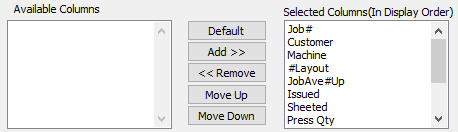 Available Columns
Selected Columns(In Display Order)
Default
Add >>
<< Remove
Move Up
Move Down
Job#
Customer
Machine
#Layout
JobAve#Up
Issued
Sheeted
Press Qty